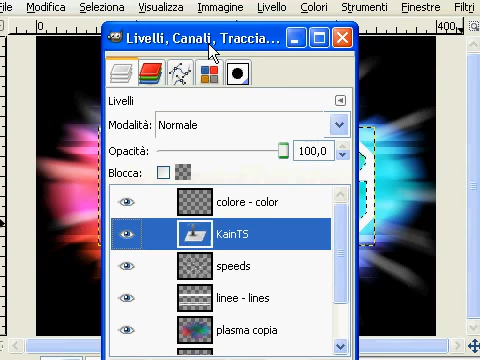 File Modifica Seleziona Visualizza Immagine Livello Colori Strumenti Finestre Filtri
0 400
Livelli, Canali, Traccia...
Livelli
Modalità: Normale
Opacità: 100,0
Blocca:
colore - color
KainTS
speeds
linee - lines
plasma copia